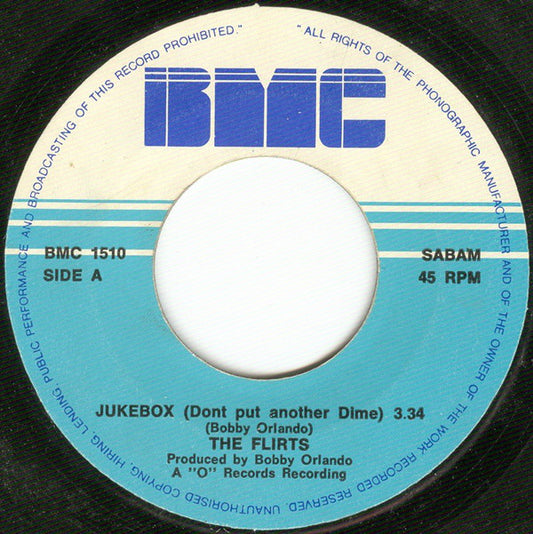 "ALL RIGHTS OF THE PHONOGRAPHIC MANUFACTURER AND OF THE OWNER OF THE WORK RECORDED RESERVED. UNAUTHORISED COPYING, HIRING, LENDING, PUBLIC PERFORMANCE AND BROADCASTING OF THIS RECORD PROHIBITED."
BMC
BMC 1510
SIDE A
SABAM
45 RPM
JUKEBOX (Dont put another Dime) 3.34
(Bobby Orlando)
THE FLIRTS
Produced by Bobby Orlando
A "O" Records Recording